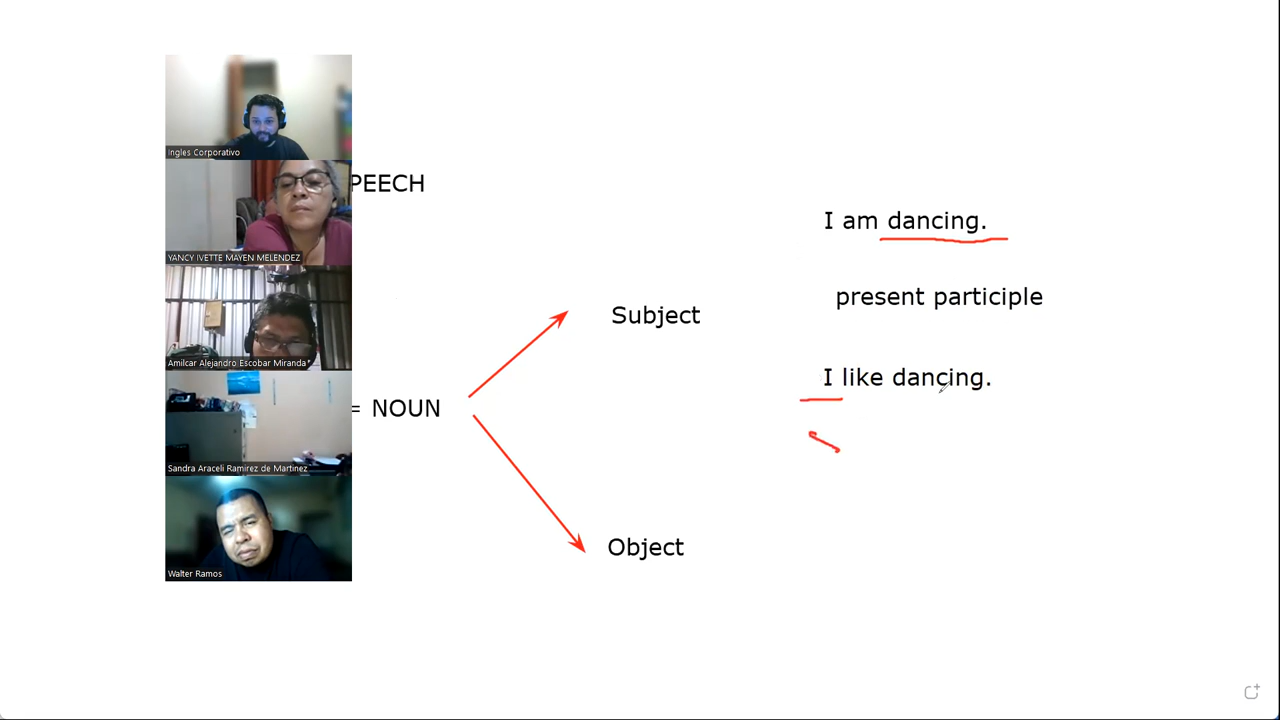 Ingles Corporativo
PEECH
YANCY IVETTE MAYEN MELENDEZ
I am dancing.
present participle
Subject
Amilcar Alejandro Escobar Miranda
I like dancing.
= NOUN
Sandra Araceli Ramirez de Martinez
Object
Walter Ramos